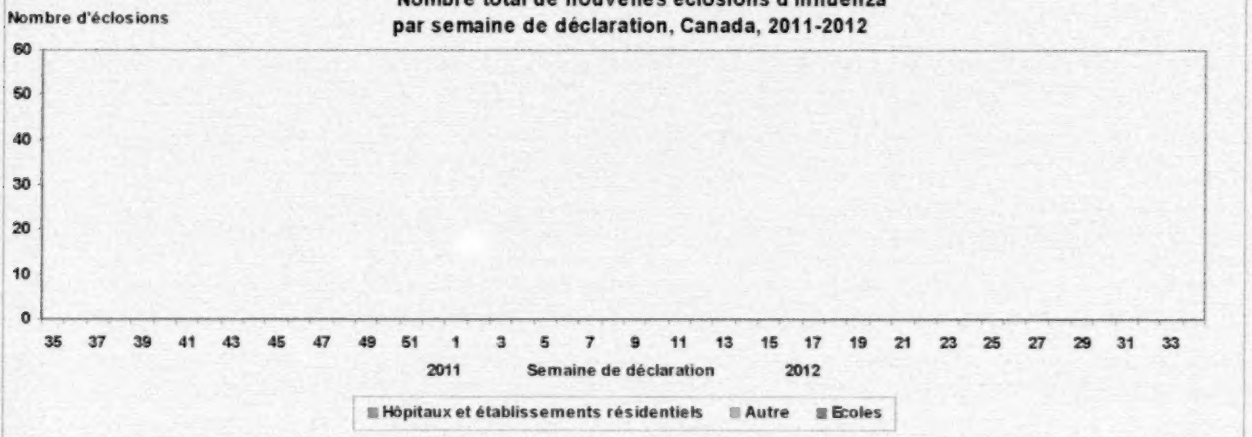 Nombre total de nouvelles éclosions d'influenza
par semaine de déclaration, Canada, 2011-2012
Nombre d'éclosions
60
50
40
30
20
10
0
35 37 39 41 43 45 47 49 51 1 3 5 7 9 11 13 15 17 19 21 23 25 27 29 31 33
2011 Semaine de déclaration 2012
Hôpitaux et établissements résidentiels Autre Ecoles